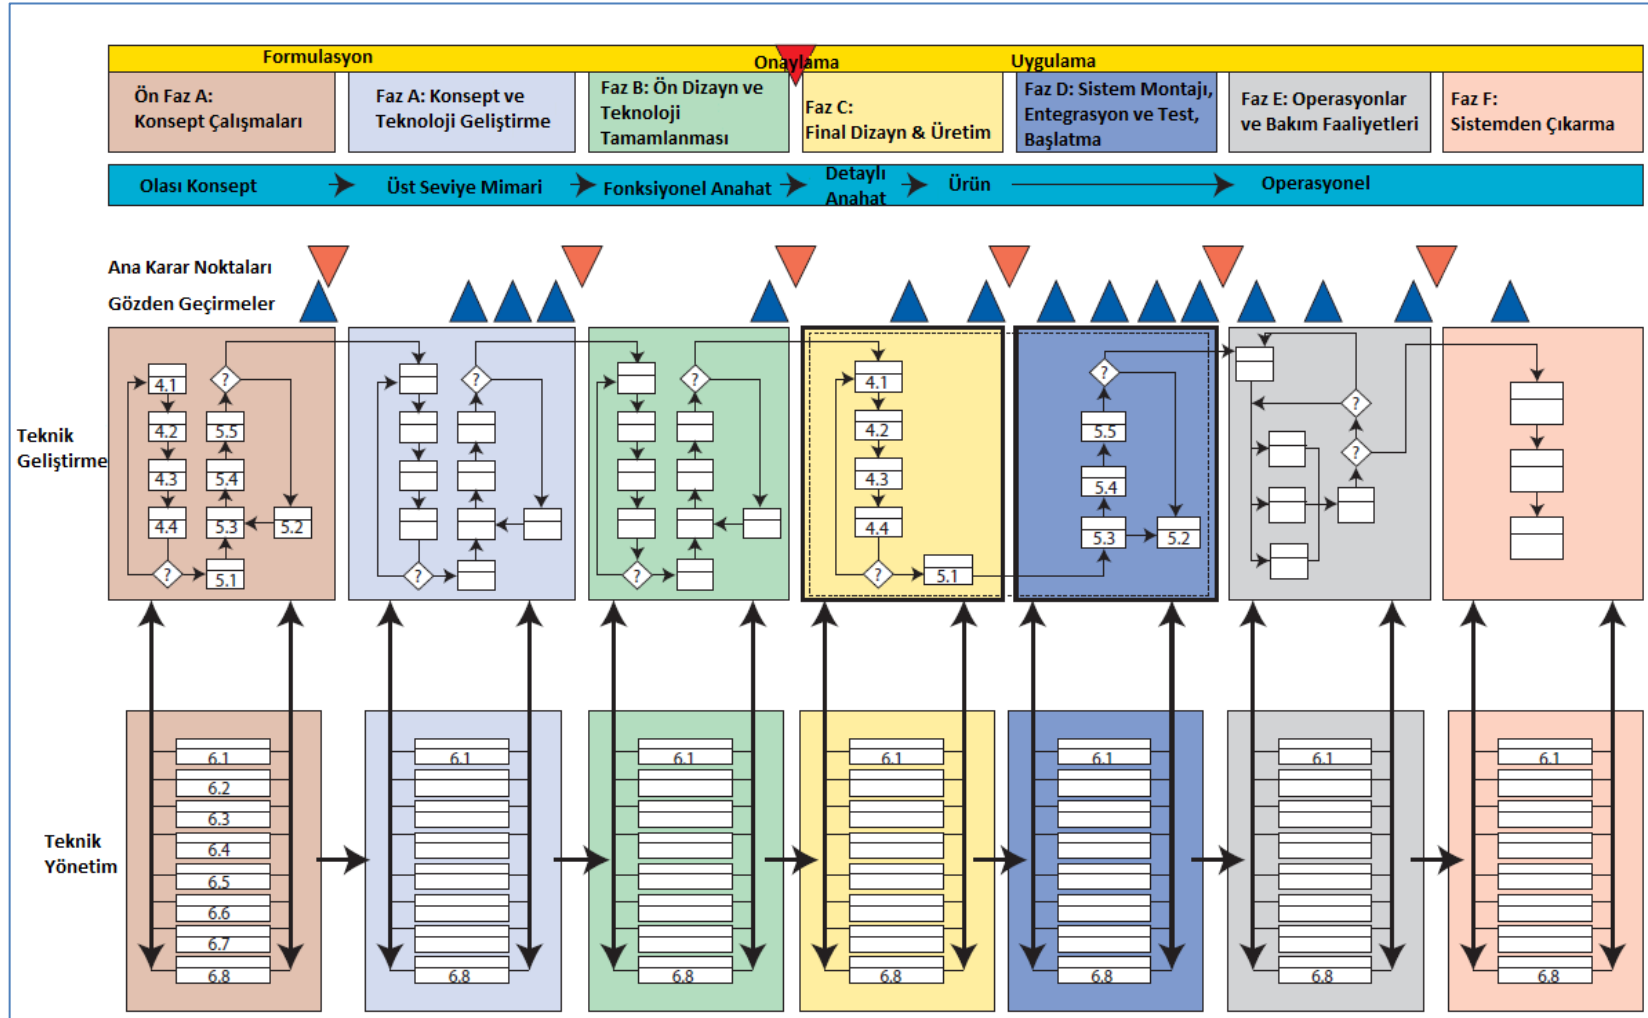 Formulasyon
Onaylama
Uygulama
Ön Faz A:
Konsept Çalışmaları
Faz A: Konsept ve
Teknoloji Geliştirme
Faz B: Ön Dizayn ve
Teknoloji
Tamamlanması
Faz C:
Final Dizayn & Üretim
Faz D: Sistem Montajı,
Entegrasyon ve Test,
Başlatma
Faz E: Operasyonlar
ve Bakım Faaliyetleri
Faz F:
Sistemden Çıkarma
Olası Konsept
Üst Seviye Mimari
Fonksiyonel Anahat
Detaylı
Anahat
Ürün
Operasyonel
Ana Karar Noktaları
Gözden Geçirmeler
Teknik
Geliştirme
4.1
4.2
4.3
4.4
?
?
5.5
5.4
5.3
5.2
5.1
?
?
?
?
4.1
4.2
4.3
4.4
?
5.1
?
5.5
5.4
5.3
5.2
?
?
Teknik
Yönetim
6.1
6.2
6.3
6.4
6.5
6.6
6.7
6.8
6.1
6.8
6.1
6.8
6.1
6.8
6.1
6.8
6.1
6.8
6.1
6.8